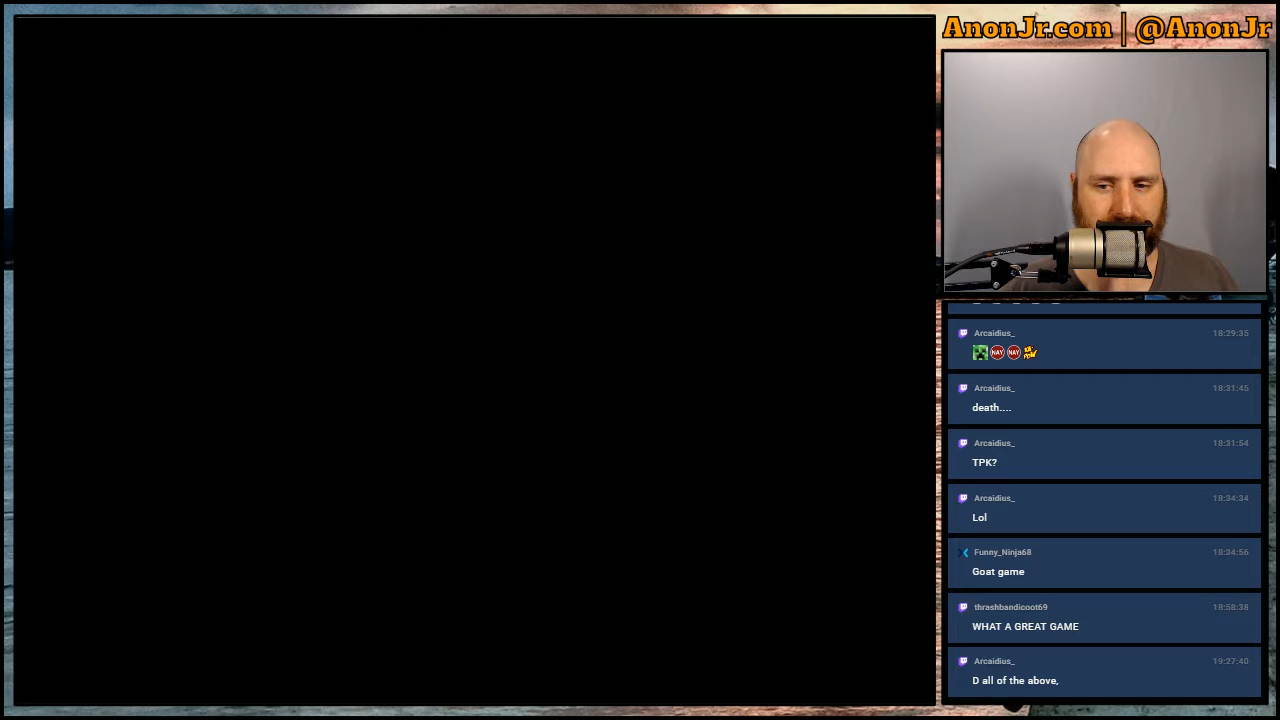 AnonJr.com | @AnonJr
Arcaidius_ 18:29:35
NAY NAY
Arcaidius_ 18:31:45
death....
Arcaidius_ 18:31:54
TPK?
Arcaidius_ 18:34:34
Lol
Funny_Ninja68 18:34:56
Goat game
thrashbandicoot69 18:58:38
WHAT A GREAT GAME
Arcaidius_ 19:27:40
D all of the above,